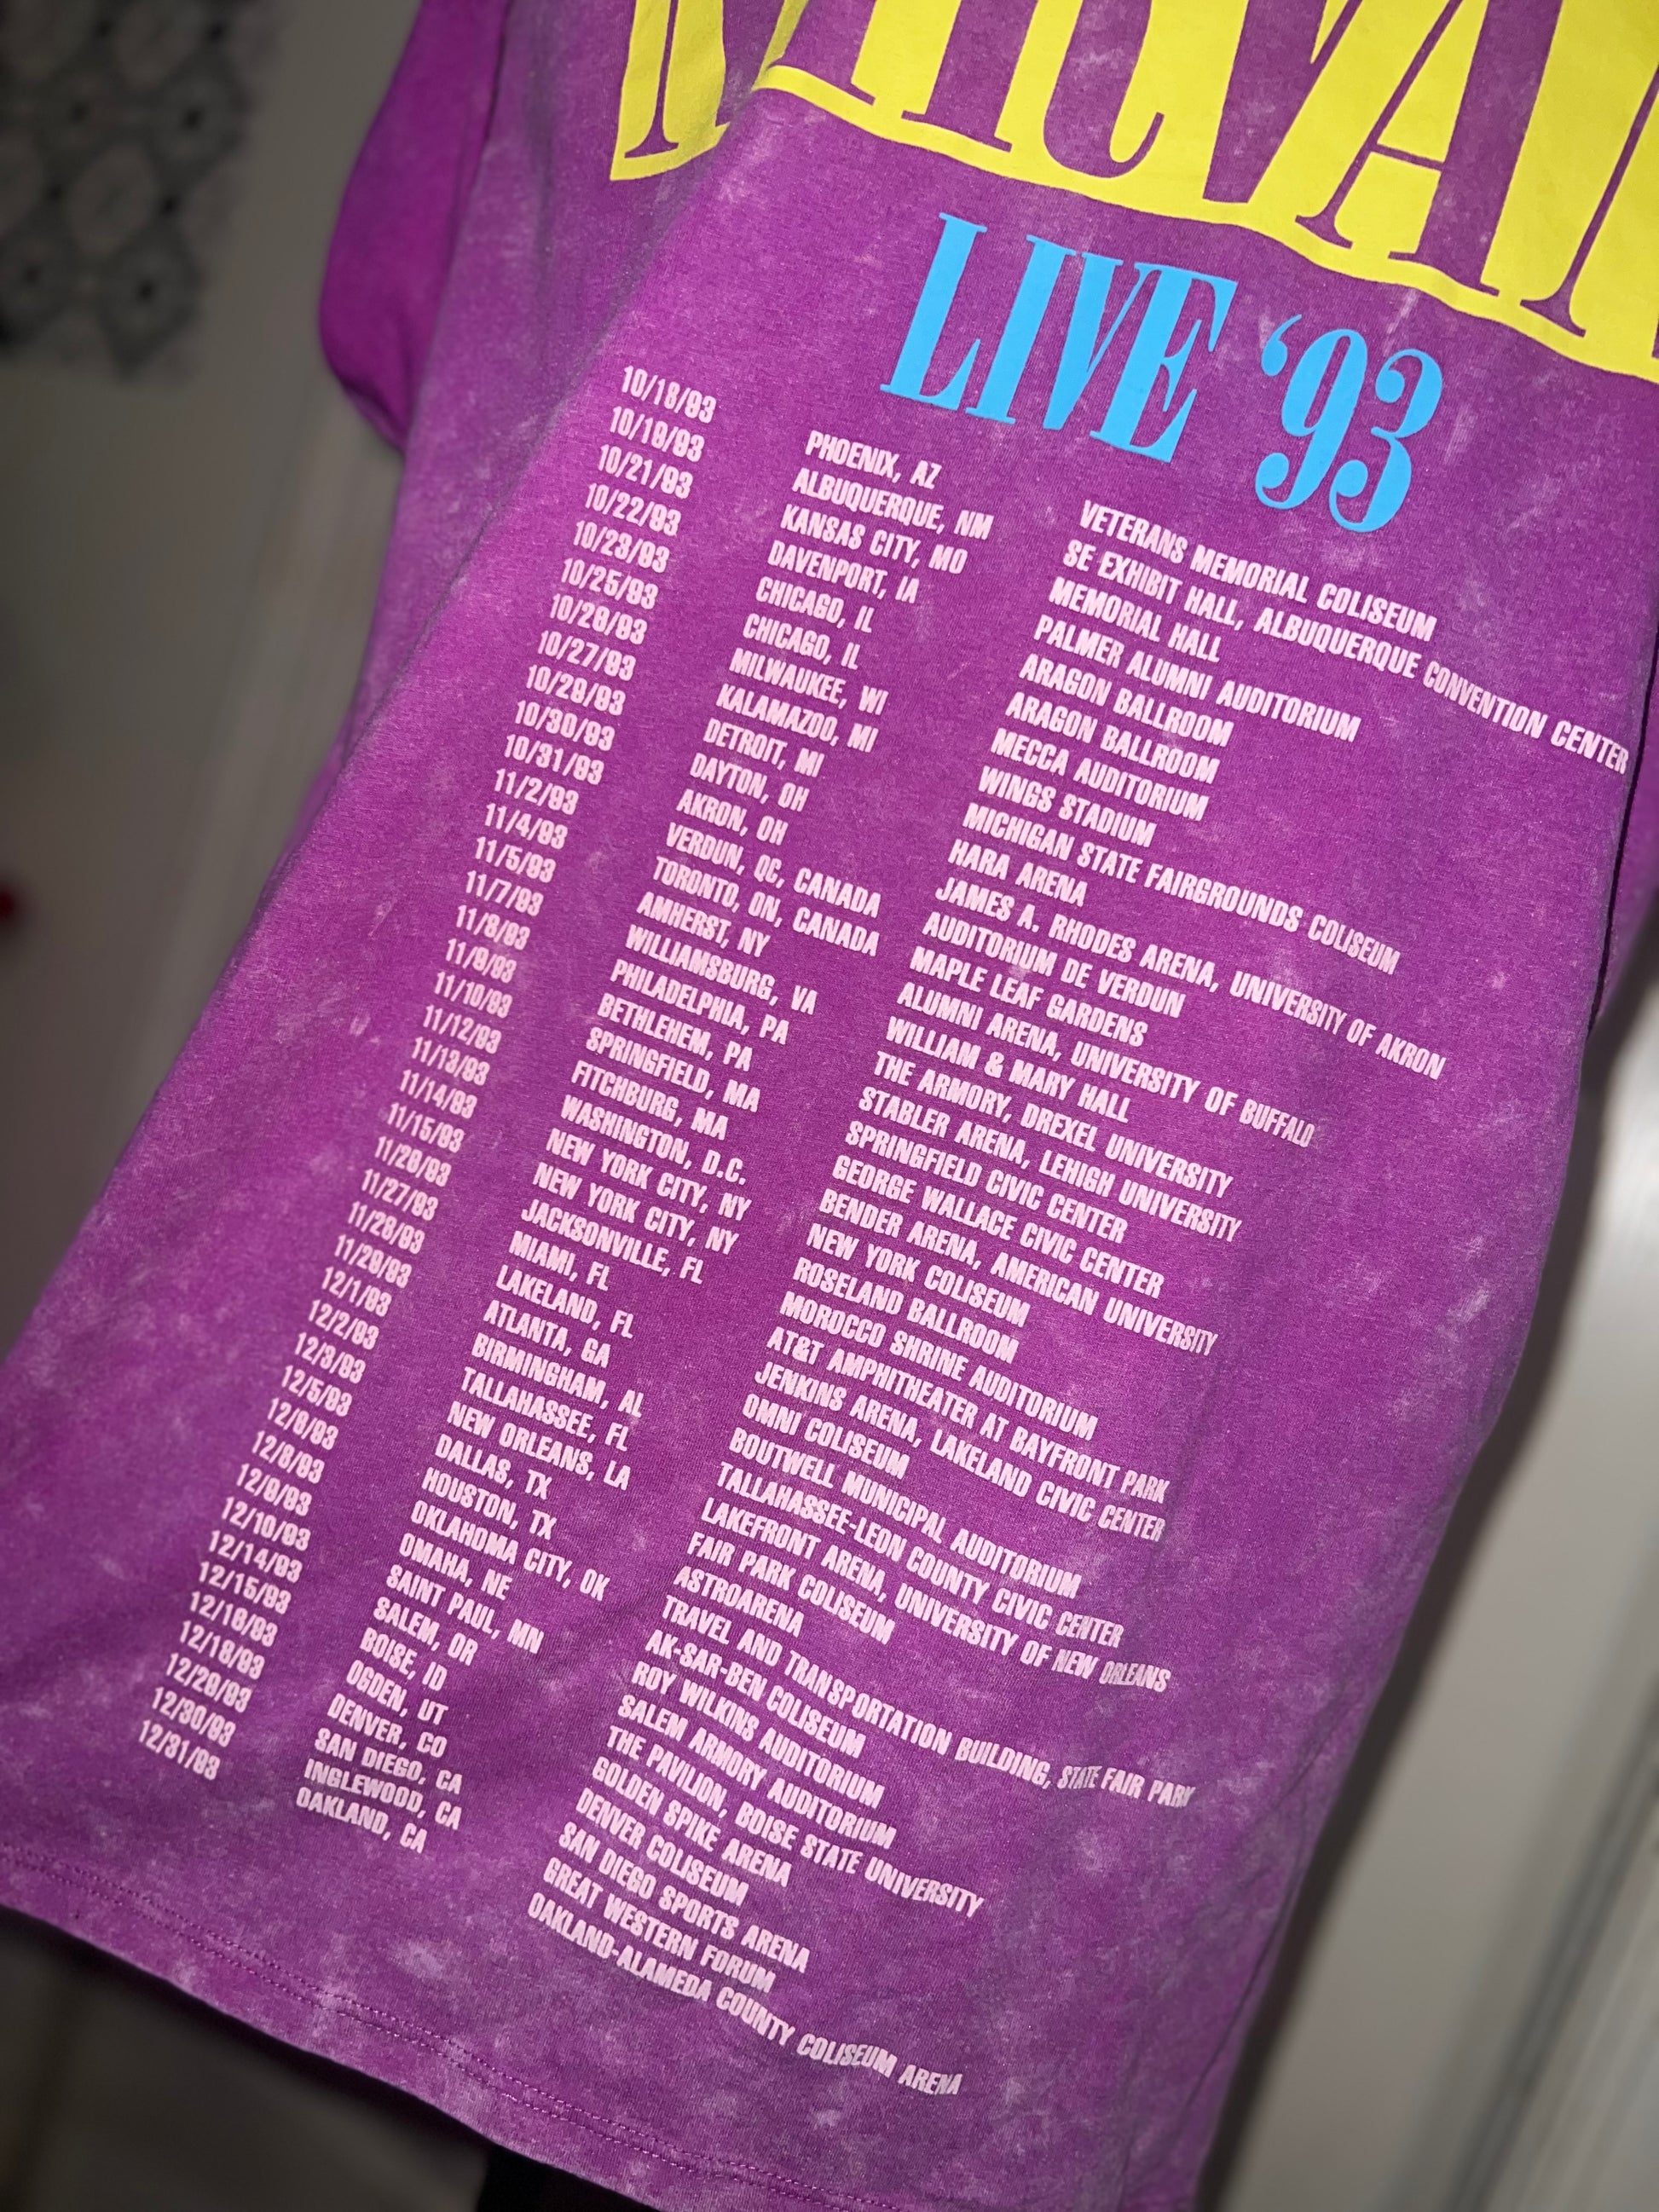 NIRVA
LIVE '93
10/18/93 PHOENIX, AZ VETERANS MEMORIAL COLISEUM
10/19/93 ALBUQUERQUE, NM SE EXHIBIT HALL, ALBUQUERQUE CONVENTION CENTER
10/21/93 KANSAS CITY, MO MEMORIAL HALL
10/22/93 DAVENPORT, IA PALMER ALUMNI AUDITORIUM
10/23/93 CHICAGO, IL ARAGON BALLROOM
10/25/93 CHICAGO, IL ARAGON BALLROOM
10/26/93 MILWAUKEE, WI MECCA AUDITORIUM
10/27/93 KALAMAZOO, MI WINGS STADIUM
10/29/93 DETROIT, MI MICHIGAN STATE FAIRGROUNDS COLISEUM
10/30/93 DAYTON, OH HARA ARENA
10/31/93 AKRON, OH JAMES A. RHODES ARENA, UNIVERSITY OF AKRON
11/2/93 VERDUN, QC, CANADA AUDITORIUM DE VERDUN
11/4/93 TORONTO, ON, CANADA MAPLE LEAF GARDENS
11/5/93 AMHERST, NY ALUMNI ARENA, UNIVERSITY OF BUFFALO
11/7/93 WILLIAMSBURG, VA WILLIAM & MARY HALL
11/8/93 PHILADELPHIA, PA THE ARMORY, DREXEL UNIVERSITY
11/9/93 BETHLEHEM, PA STABLER ARENA, LEHIGH UNIVERSITY
11/10/93 SPRINGFIELD, MA SPRINGFIELD CIVIC CENTER
11/12/93 FITCHBURG, MA GEORGE WALLACE CIVIC CENTER
11/13/93 WASHINGTON, D.C. BENDER ARENA, AMERICAN UNIVERSITY
11/14/93 NEW YORK CITY, NY NEW YORK COLISEUM
11/15/93 NEW YORK CITY, NY ROSELAND BALLROOM
11/26/93 JACKSONVILLE, FL MOROCCO SHRINE AUDITORIUM
11/27/93 MIAMI, FL AT&T AMPHITHEATER AT BAYFRONT PARK
11/28/93 LAKELAND, FL JENKINS ARENA, LAKELAND CIVIC CENTER
11/29/93 ATLANTA, GA OMNI COLISEUM
12/1/93 BIRMINGHAM, AL BOUTWELL MUNICIPAL AUDITORIUM
12/2/93 TALLAHASSEE, FL TALLAHASSEE-LEON COUNTY CIVIC CENTER
12/3/93 NEW ORLEANS, LA LAKEFRONT ARENA, UNIVERSITY OF NEW ORLEANS
12/5/93 DALLAS, TX FAIR PARK COLISEUM
12/6/93 HOUSTON, TX ASTROARENA
12/8/93 OKLAHOMA CITY, OK TRAVEL AND TRANSPORTATION BUILDING, STATE FAIR PARK
12/9/93 OMAHA, NE AK-SAR-BEN COLISEUM
12/10/93 SAINT PAUL, MN ROY WILKINS AUDITORIUM
12/14/93 SALEM, OR SALEM ARMORY AUDITORIUM
12/15/93 BOISE, ID THE PAVILION, BOISE STATE UNIVERSITY
12/16/93 OGDEN, UT GOLDEN SPIKE ARENA
12/18/93 DENVER, CO DENVER COLISEUM
12/29/93 SAN DIEGO, CA SAN DIEGO SPORTS ARENA
12/30/93 INGLEWOOD, CA GREAT WESTERN FORUM
12/31/93 OAKLAND, CA OAKLAND-ALAMEDA COUNTY COLISEUM ARENA